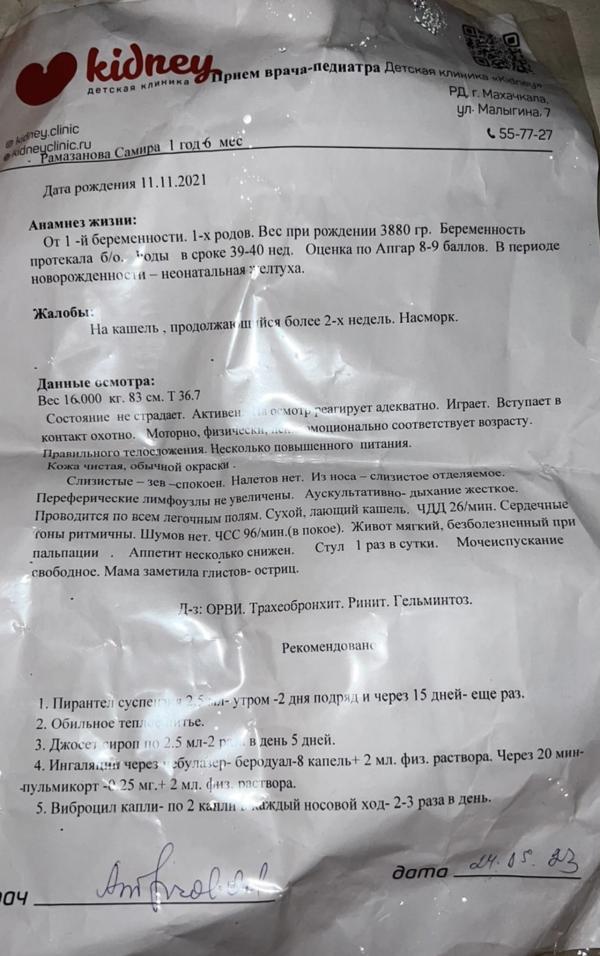 kidney
детская клиника
Прием врача-педиатра Детская клиника «Kidney»
РД, г. Махачкала,
ул. Малыгина, 7
55-77-27
kidney.clinic
kidneyclinic.ru
Рамазанова Самира 1 год 6 мес
Дата рождения 11.11.2021
Анамнез жизни:
От 1 -й беременности. 1-х родов. Вес при рождении 3880 гр. Беременность
протекала б/о. в сроке 39-40 нед. Оценка по Апгар 8-9 баллов. В периоде
новорожденности – неонатальная желтуха.
Жалобы:
На кашель , продолжающийся более 2-х недель. Насморк.
Данные осмотра:
Вес 16.000 кг. 83 см. Т 36.7
Состояние не страдает. Активен осмотр реагирует адекватно. Играет. Вступает в
контакт охотно. Моторно, физически, эмоционально соответствует возрасту.
Правильного телосложения. Несколько повышенного питания.
Кожа чистая, обычной окраски .
Слизистые – зев –спокоен. Налетов нет. Из носа – слизистое отделяемое.
Переферические лимфоузлы не увеличены. Аускультативно- дыхание жесткое.
Проводится по всем легочным полям. Сухой, лающий кашель. ЧДД 26/мин. Сердечные
тоны ритмичны. Шумов нет. ЧСС 96/мин.(в покое). Живот мягкий, безболезненный при
пальпации . Аппетит несколько снижен. Стул 1 раз в сутки. Мочеиспускание
свободное. Мама заметила глистов- остриц.
Д-з: ОРВИ. Трахеобронхит. Ринит. Гельминтоз.
Рекомендовано
1. Пирантел суспензия 2,5 мл- утром -2 дня подряд и через 15 дней- еще раз.
2. Обильное теплое питье.
3. Джосет сироп по 2.5 мл-2 раза в день 5 дней.
4. Ингаляции через небулазер- беродуал-8 капель+ 2 мл. физ. раствора. Через 20 мин-
-пульмикорт -0.25 мг.+ 2 мл. физ. раствора.
5. Виброцил капли- по 2 капли в каждый носовой ход- 2-3 раза в день.
дата 24.05.23